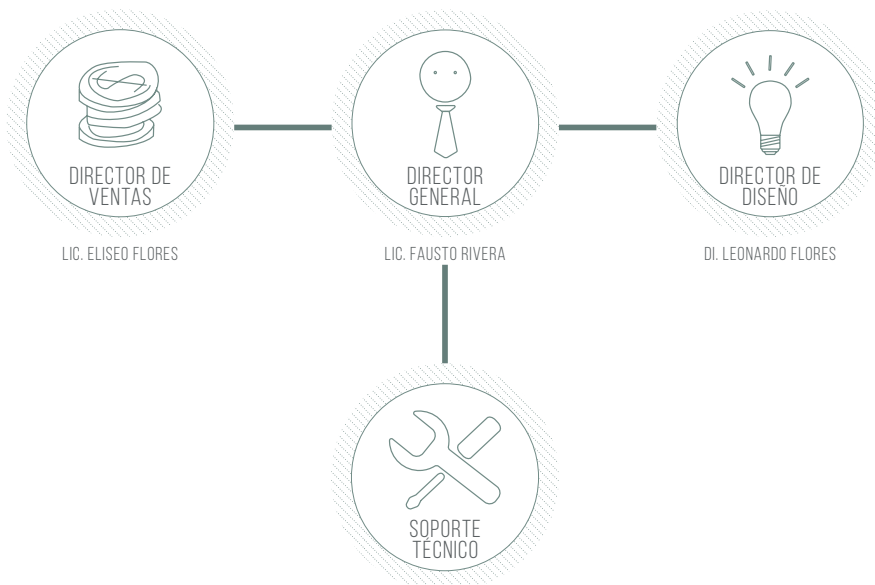 DIRECTOR DE
VENTAS
LIC. ELISEO FLORES
DIRECTOR
GENERAL
LIC. FAUSTO RIVERA
DIRECTOR DE
DISEÑO
DI. LEONARDO FLORES
SOPORTE
TÉCNICO